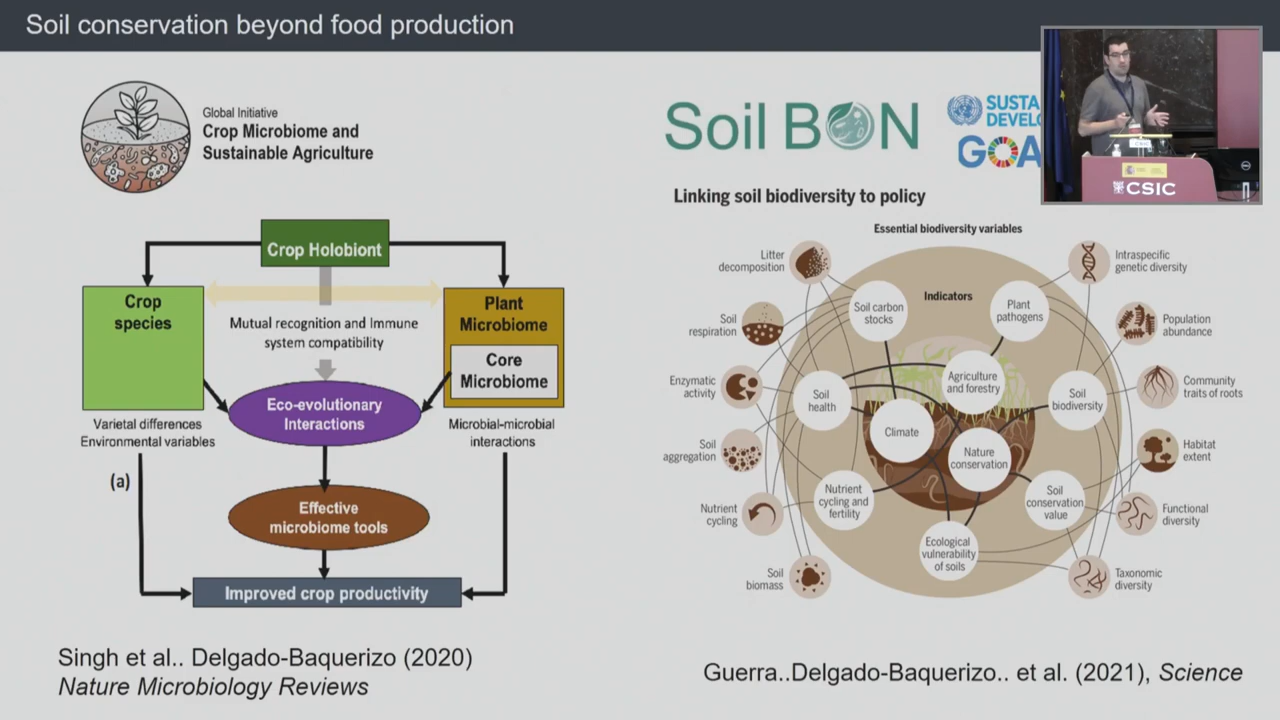 Soil conservation beyond food production
Global Initiative
Crop Microbiome and
Sustainable Agriculture
Crop Holobiont
Crop
species
Mutual recognition and Immune
system compatibility
Plant
Microbiome
Core
Microbiome
Eco-evolutionary
Interactions
Varietal differences
Environmental variables
Microbial-microbial
interactions
(a)
Effective
microbiome tools
Improved crop productivity
Singh et al.. Delgado-Baquerizo (2020)
Nature Microbiology Reviews
Soil BON
SUSTA
DEVELO
GOA
CSIC
CSIC
DELL
Linking soil biodiversity to policy
Essential biodiversity variables
Indicators
Litter
decomposition
Soil
respiration
Enzymatic
activity
Soil
aggregation
Nutrient
cycling
Soil
biomass
Soil carbon
stocks
Plant
pathogens
Soil
health
Agriculture
and forestry
Soil
biodiversity
Climate
Nature
conservation
Nutrient
cycling and
fertility
Soil
conservation
value
Ecological
vulnerability
of soils
Intraspecific
genetic diversity
Population
abundance
Community
traits of roots
Habitat
extent
Functional
diversity
Taxonomic
diversity
Guerra..Delgado-Baquerizo.. et al. (2021), Science